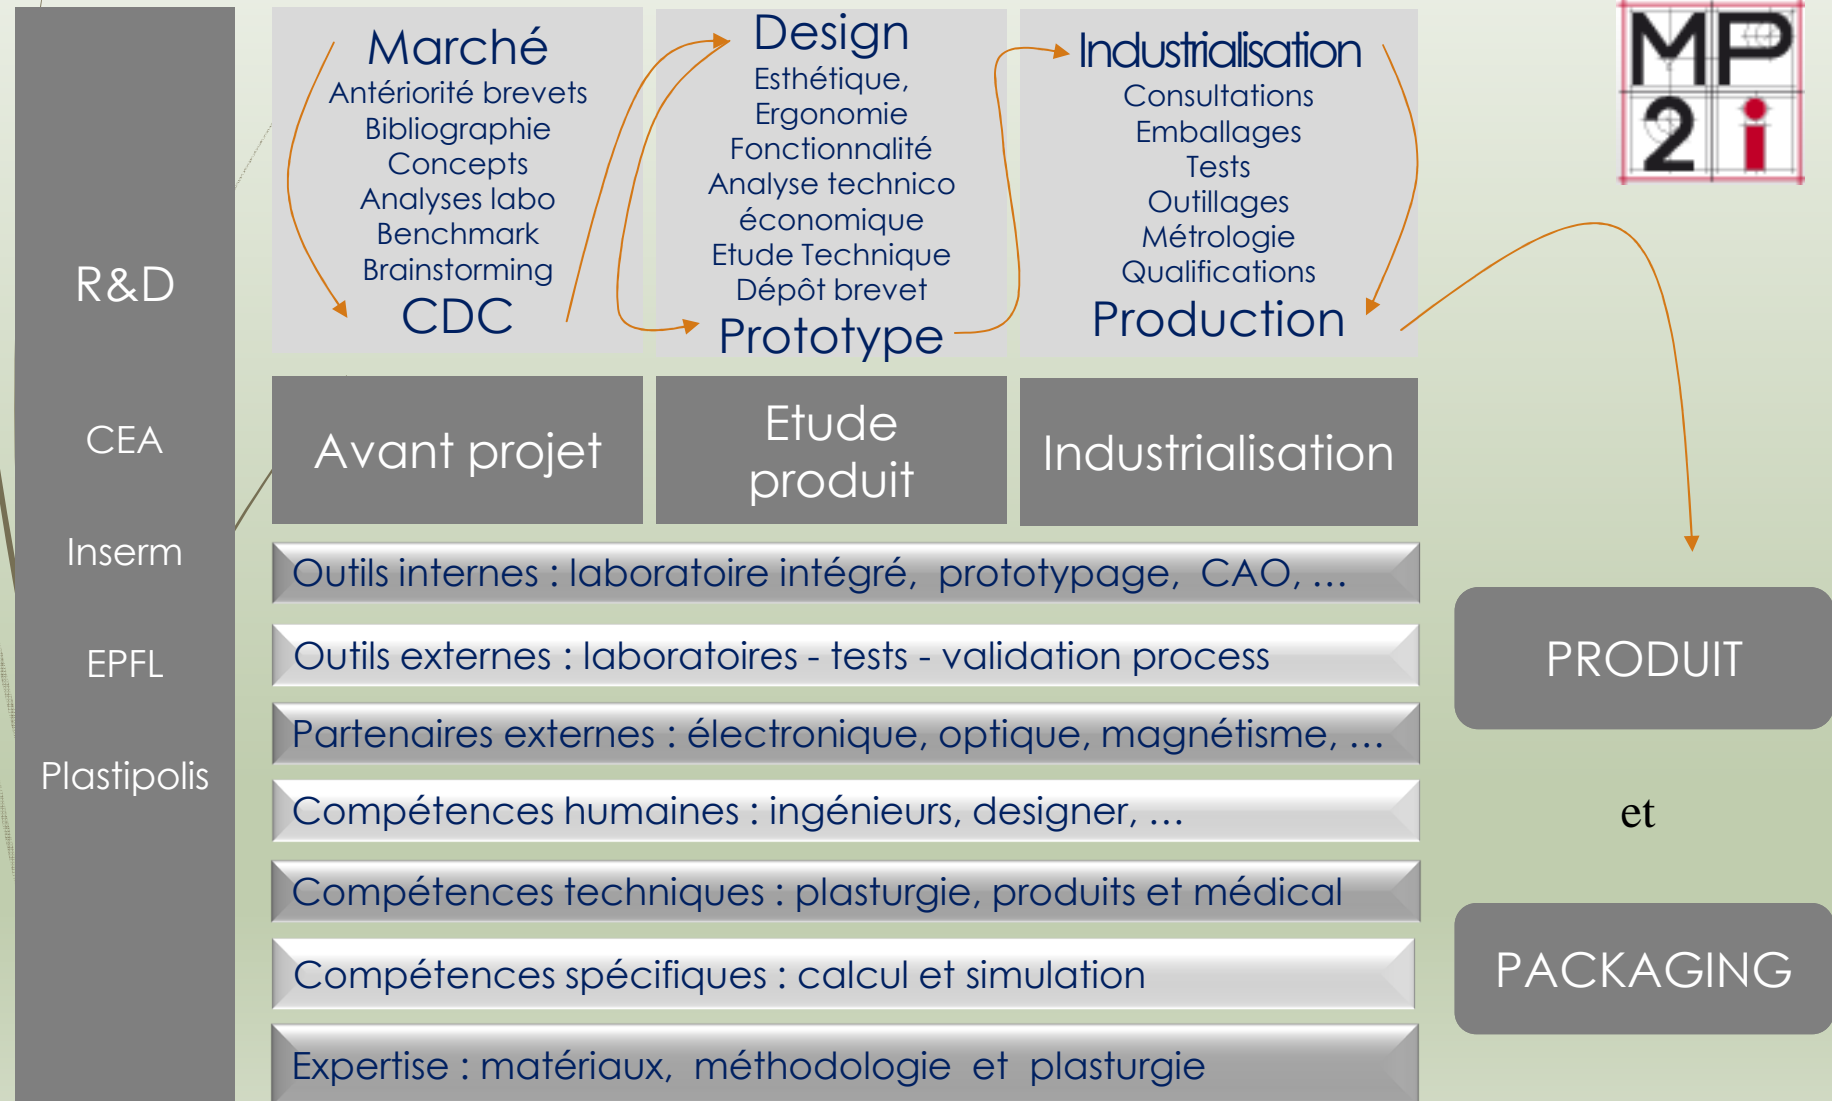 R&D
CEA
Inserm
EPFL
Plastipolis
Marché
Antériorité brevets
Bibliographie
Concepts
Analyses labo
Benchmark
Brainstorming
CDC
Design
Esthétique,
Ergonomie
Fonctionnalité
Analyse technico
économique
Etude Technique
Dépôt brevet
Prototype
Industrialisation
Consultations
Emballages
Tests
Outillages
Métrologie
Qualifications
Production
MP
2i
Avant projet
Etude
produit
Industrialisation
Outils internes : laboratoire intégré, prototypage, CAO, …
Outils externes : laboratoires - tests - validation process
Partenaires externes : électronique, optique, magnétisme, …
Compétences humaines : ingénieurs, designer, …
Compétences techniques : plasturgie, produits et médical
Compétences spécifiques : calcul et simulation
Expertise : matériaux, méthodologie et plasturgie
PRODUIT
et
PACKAGING